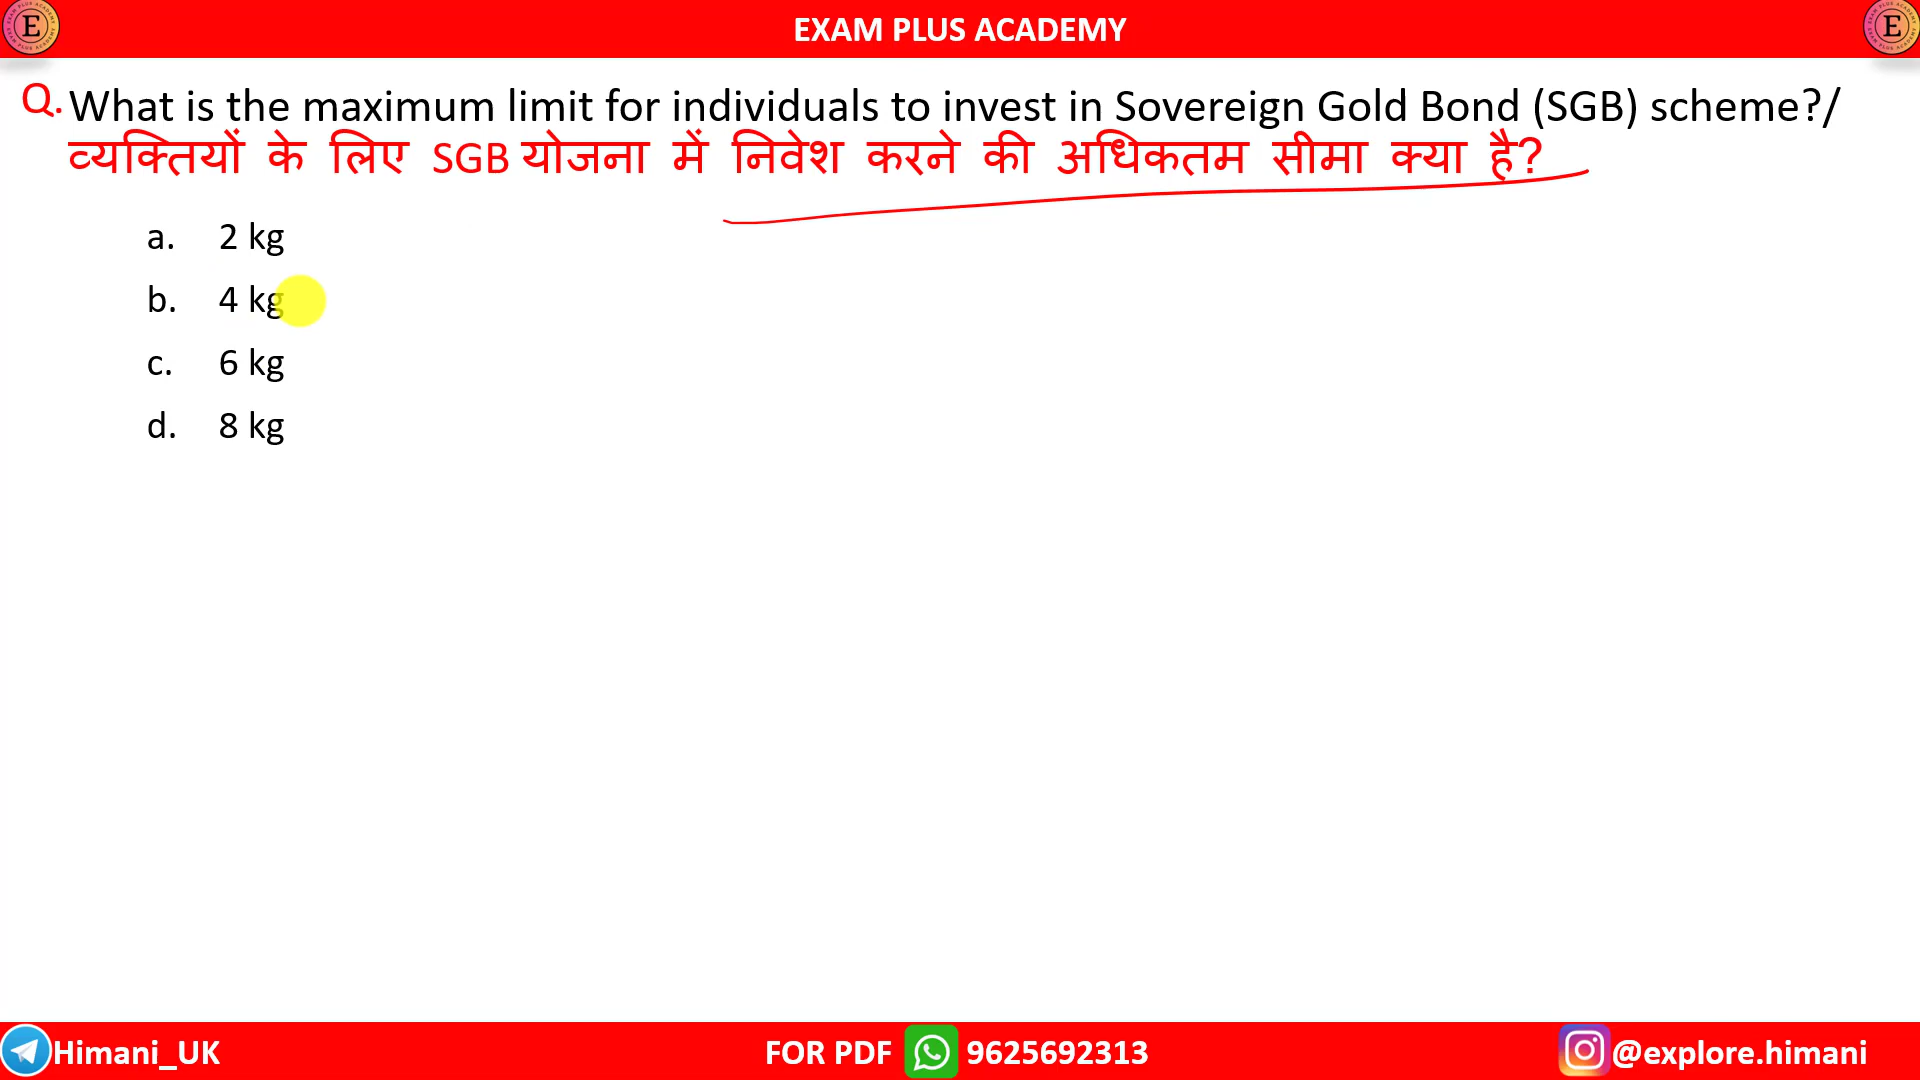 EXAM PLUS ACADEMY
Q. What is the maximum limit for individuals to invest in Sovereign Gold Bond (SGB) scheme?/
व्यक्तियों के लिए SGB योजना में निवेश करने की अधिकतम सीमा क्या है?
a. 2 kg
b. 4 kg
c. 6 kg
d. 8 kg
Himani_UK FOR PDF 9625692313 @explore.himani